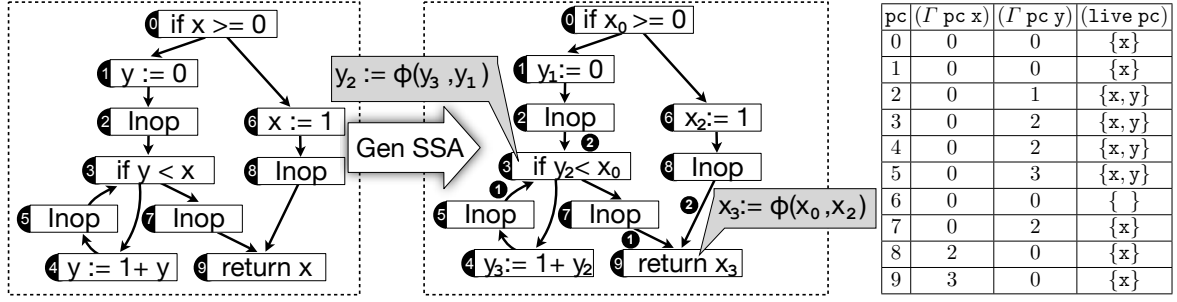 0 if x >= 0
1 y := 0
2 Inop
6 x := 1
3 if y < x
8 Inop
5 Inop
7 Inop
4 y := 1+ y
9 return x
Gen SSA
y₂ := ϕ(y₃ ,y₁ )
0 if x₀ >= 0
1 y₁:= 0
2 Inop
6 x₂:= 1
2
3 if y₂< x₀
8 Inop
1
5 Inop
7 Inop
2
x₃:= ϕ(x₀ ,x₂)
1
4 y₃:= 1+ y₂
9 return x₃
pc (Γ pc x) (Γ pc y) (live pc)
0 0 0 {x}
1 0 0 {x}
2 0 1 {x, y}
3 0 2 {x, y}
4 0 2 {x, y}
5 0 3 {x, y}
6 0 0 { }
7 0 2 {x}
8 2 0 {x}
9 3 0 {x}